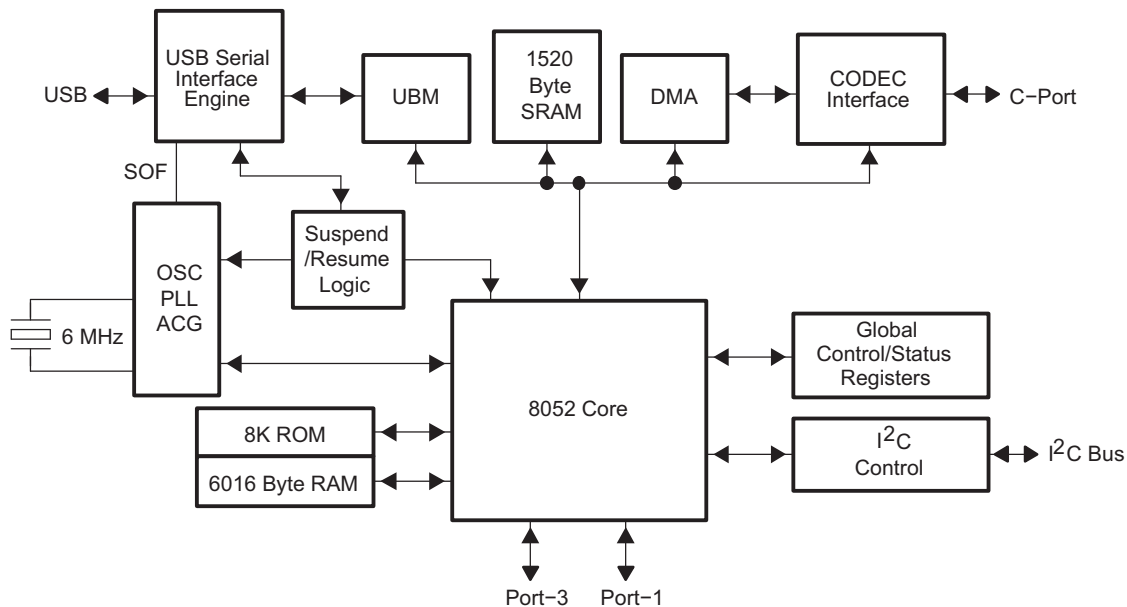 USB
USB Serial
Interface
Engine
UBM
1520
Byte
SRAM
DMA
CODEC
Interface
C−Port
SOF
Suspend
/Resume
Logic
OSC
PLL
ACG
6 MHz
8052 Core
Global
Control/Status
Registers
8K ROM
6016 Byte RAM
I2C
Control
I2C Bus
Port−3
Port−1